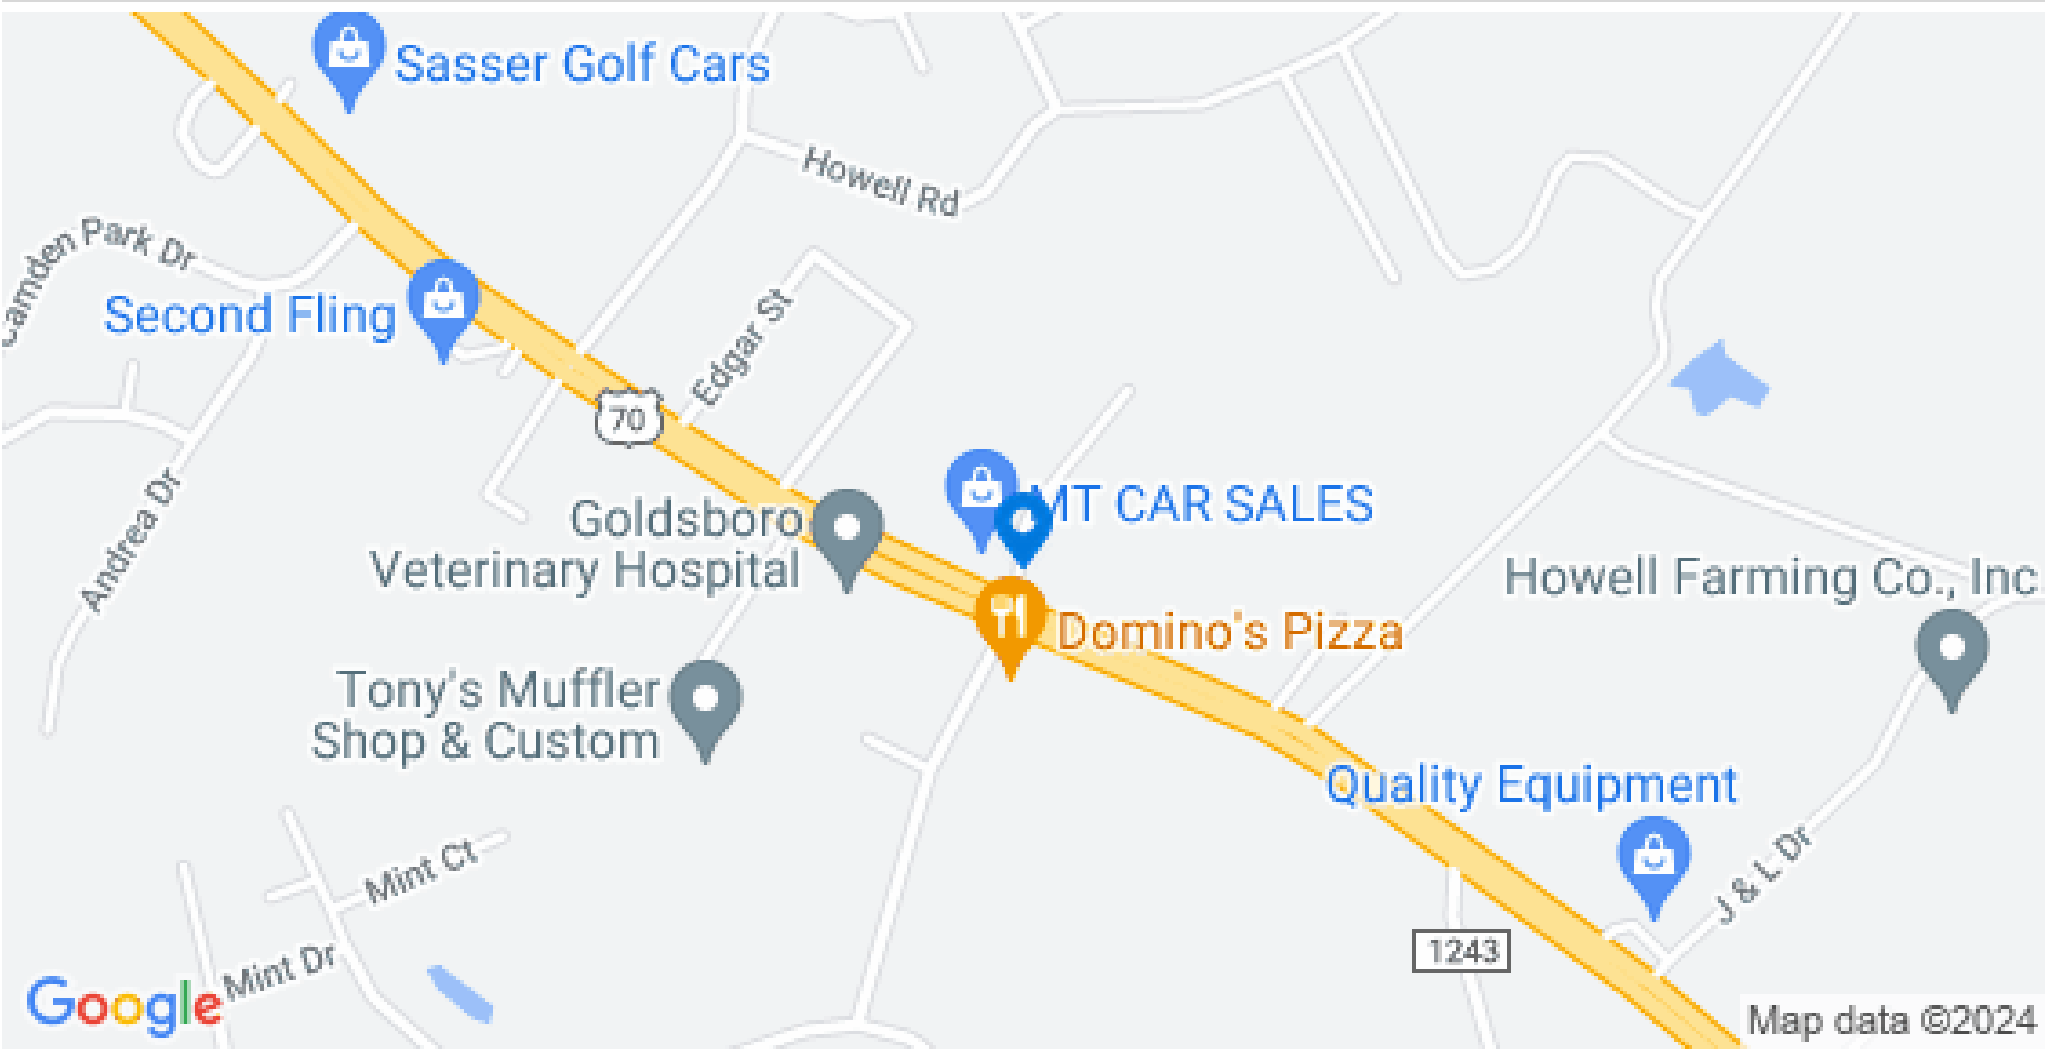 Sasser Golf Cars
Howell Rd
Camden Park Dr
Second Fling
Edgar St
70
Andrea Dr
MT CAR SALES
Goldsboro
Veterinary Hospital
Howell Farming Co., Inc
Domino's Pizza
Tony's Muffler
Shop & Custom
Quality Equipment
J & L Dr
Mint Ct
1243
Mint Dr
Google
Map data ©2024